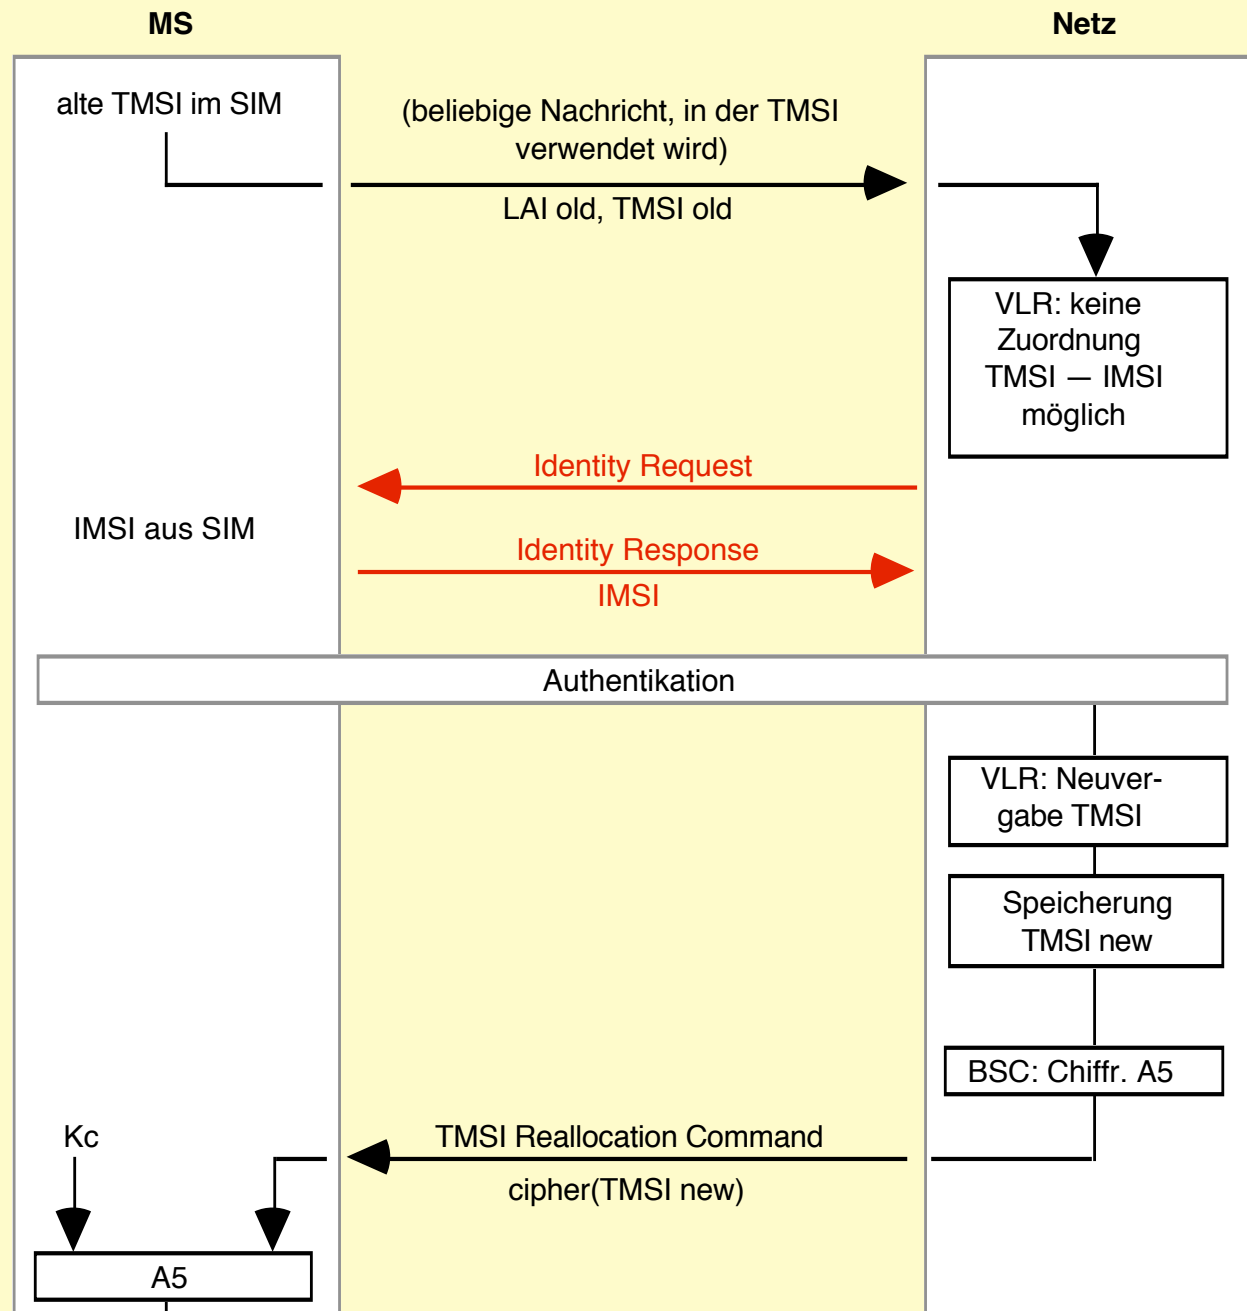 MS
Netz
alte TMSI im SIM
(beliebige Nachricht, in der TMSI
verwendet wird)
LAI old, TMSI old
VLR: keine
Zuordnung
TMSI — IMSI
möglich
Identity Request
IMSI aus SIM
Identity Response
IMSI
Authentikation
VLR: Neuver-
gabe TMSI
Speicherung
TMSI new
BSC: Chiffr. A5
Kc
TMSI Reallocation Command
cipher(TMSI new)
A5